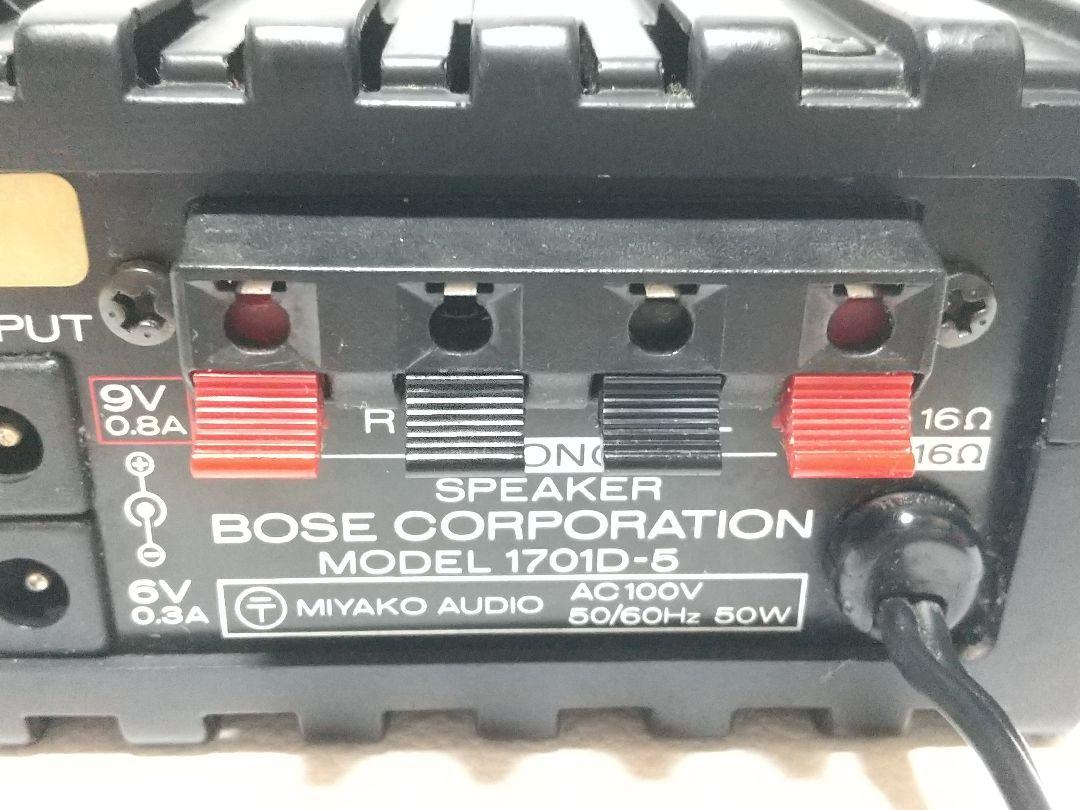 PUT
9V
0.8A
R
L
16Ω
16Ω
SPEAKER
BOSE CORPORATION
MODEL 1701D-5
6V
0.3A
T MIYAKO AUDIO
AC100V
50/60Hz 50W